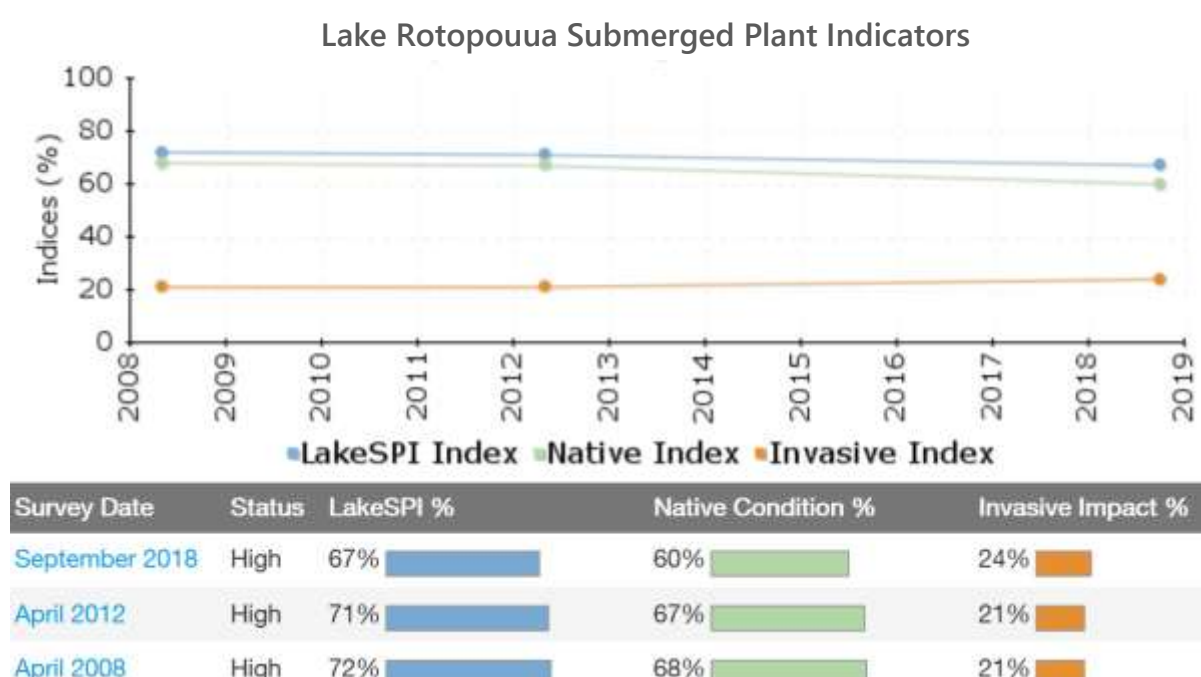 Lake Rotopouua Submerged Plant Indicators
100
80
60
40
20
0
Indices (%)
2008 2009 2010 2011 2012 2013 2014 2015 2016 2017 2018 2019
LakeSPI Index Native Index Invasive Index
Survey Date Status LakeSPI % Native Condition % Invasive Impact %
September 2018 High 67% 60% 24%
April 2012 High 71% 67% 21%
April 2008 High 72% 68% 21%